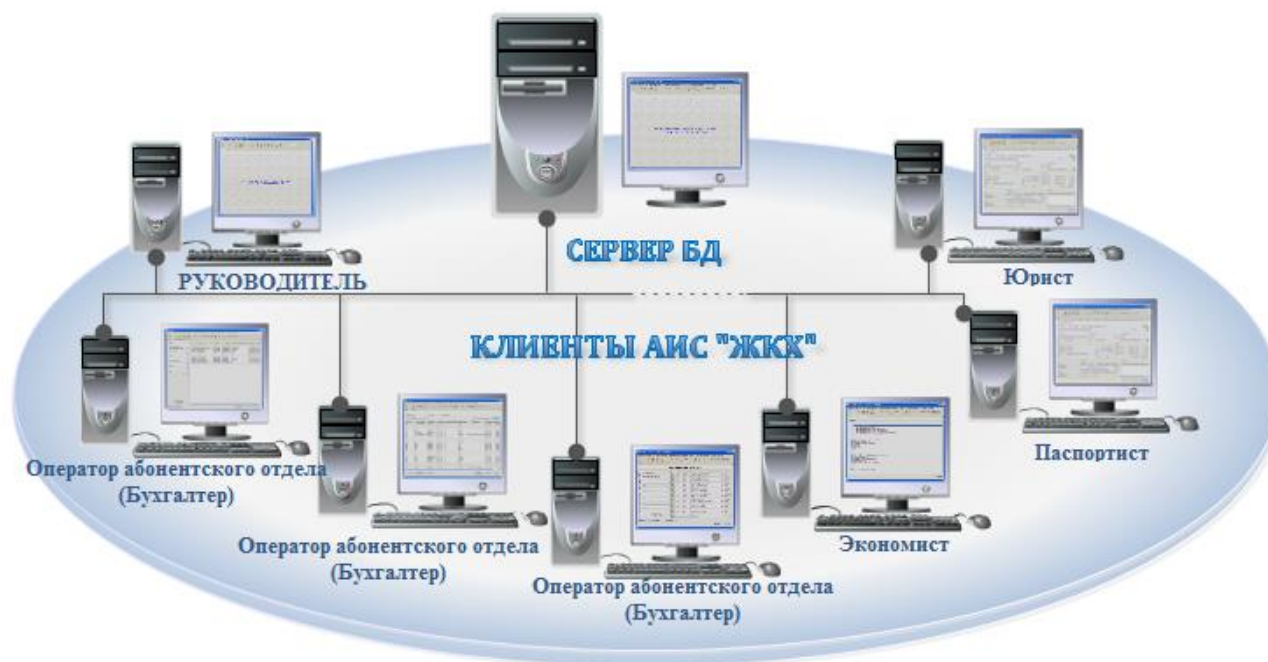 СЕРВЕР БД
РУКОВОДИТЕЛЬ
Юрист
КЛИЕНТЫ АИС "ЖКХ"
Оператор абонентского отдела
(Бухгалтер)
Оператор абонентского отдела
(Бухгалтер)
Оператор абонентского отдела
(Бухгалтер)
Экономист
Паспортист